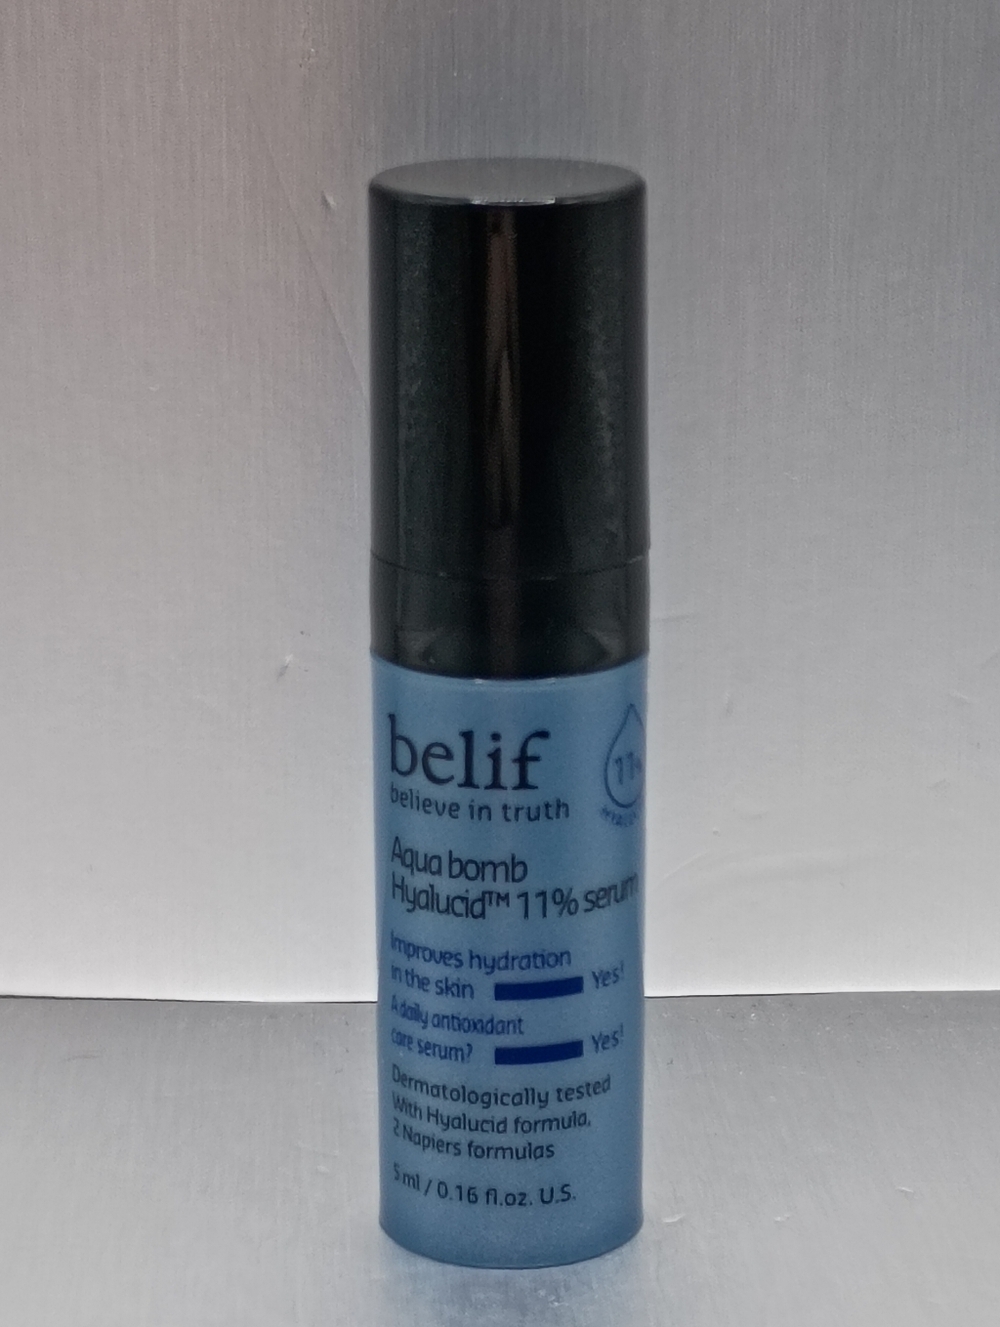 belif
believe in truth
11%
Aqua bomb
Hyalucid™ 11% serum
Improves hydration
in the skin Yes!
A daily antioxidant
care serum? Yes!
Dermatologically tested
With Hyalucid formula,
2 Napiers formulas
5 ml / 0.16 fl.oz. U.S.